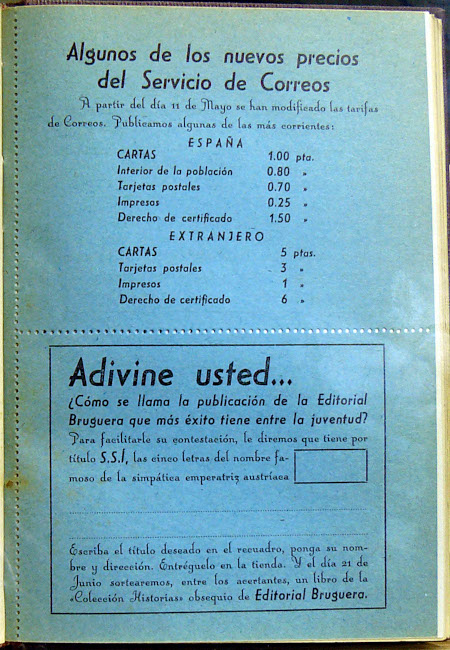 Algunos de los nuevos precios
del Servicio de Correos
A partir del día 11 de Mayo se han modificado las tarifas
de Correos. Publicamos algunas de las más corrientes:
ESPAÑA
CARTAS 1.00 pta.
Interior de la población 0.80 »
Tarjetas postales 0.70 »
Impresos 0.25 »
Derecho de certificado 1.50 »
EXTRANJERO
CARTAS 5 ptas.
Tarjetas postales 3 »
Impresos 1 »
Derecho de certificado 6 »
Adivine usted...
¿Cómo se llama la publicación de la Editorial
Bruguera que más éxito tiene entre la juventud?
Para facilitarle su contestación, le diremos que tiene por
título S.S.I, las cinco letras del nombre fa-
moso de la simpática emperatriz austríaca
Escriba el título deseado en el recuadro, ponga su nom-
bre y dirección. Entréguelo en la tienda. Y el día 21 de
Junio sortearemos, entre los acertantes, un libro de la
«Colección Historias» obsequio de Editorial Bruguera.